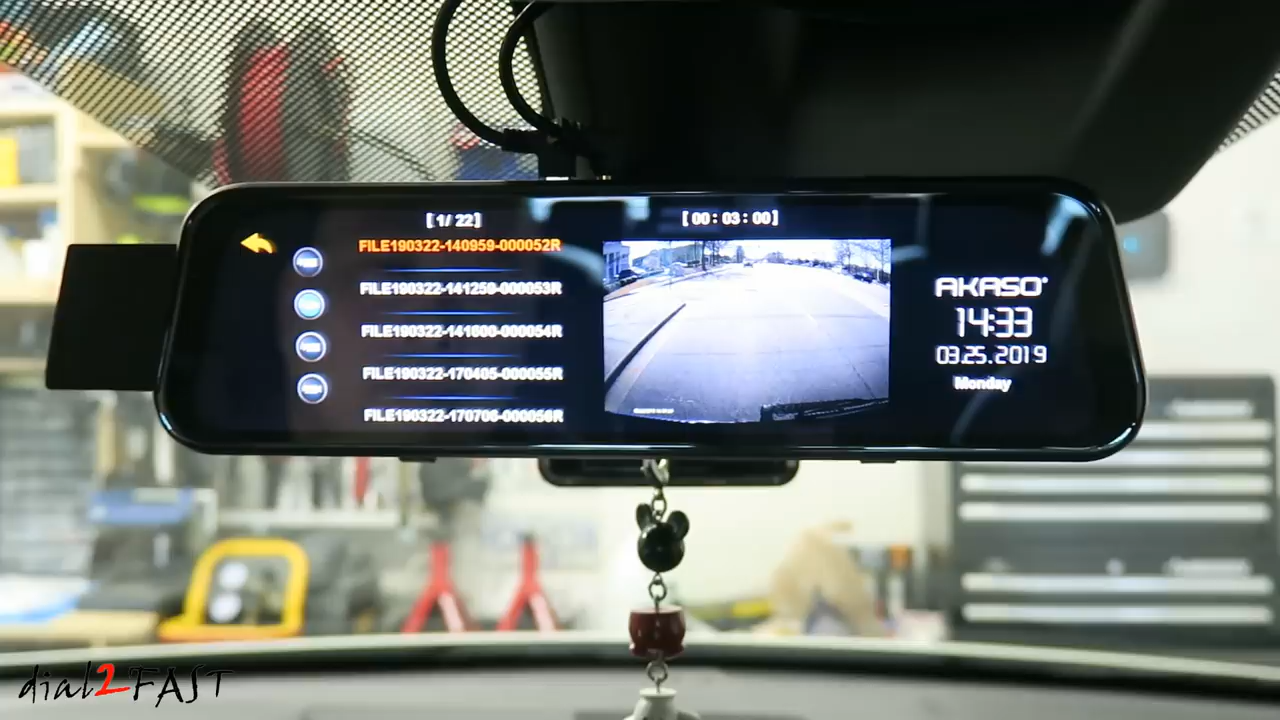 [ 1/ 22]
[ 00 : 03 : 00 ]
FILE190322-140959-000052R
FILE190322-141259-000053R
FILE190322-141600-000054R
FILE190322-170405-000055R
FILE190322-170706-000056R
AKASO
14:33
03.25.2019
Monday
dial2FAST